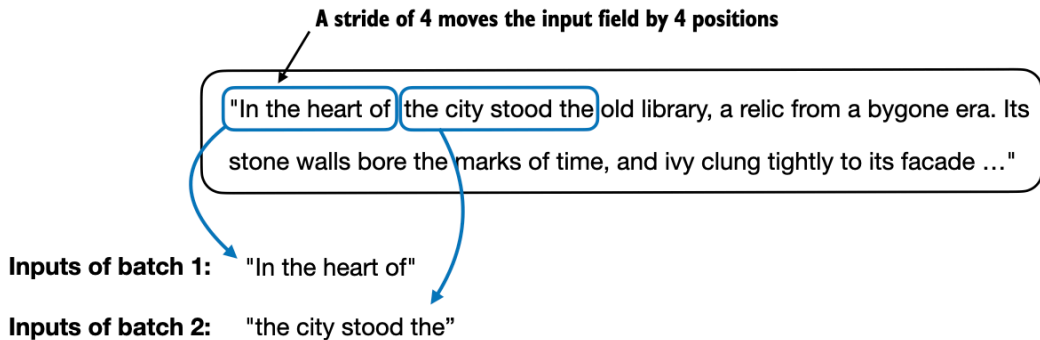 A stride of 4 moves the input field by 4 positions
"In the heart of the city stood the old library, a relic from a bygone era. Its
stone walls bore the marks of time, and ivy clung tightly to its facade ..."
Inputs of batch 1: "In the heart of"
Inputs of batch 2: "the city stood the”